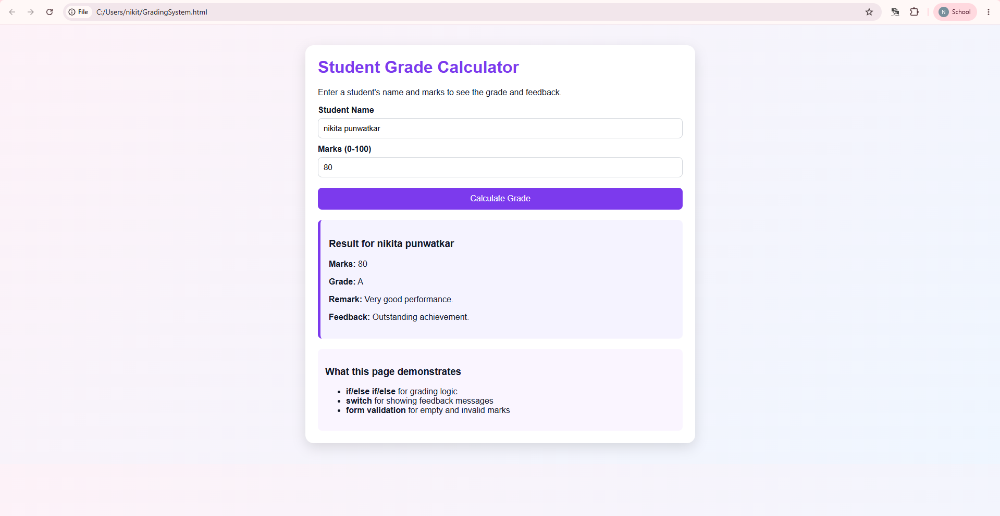 File C:/Users/nikit/GradingSystem.html
N School
Student Grade Calculator
Enter a student's name and marks to see the grade and feedback.
Student Name
nikita punwatkar
Marks (0-100)
80
Calculate Grade
Result for nikita punwatkar
Marks: 80
Grade: A
Remark: Very good performance.
Feedback: Outstanding achievement.
What this page demonstrates
• if/else if/else for grading logic
• switch for showing feedback messages
• form validation for empty and invalid marks